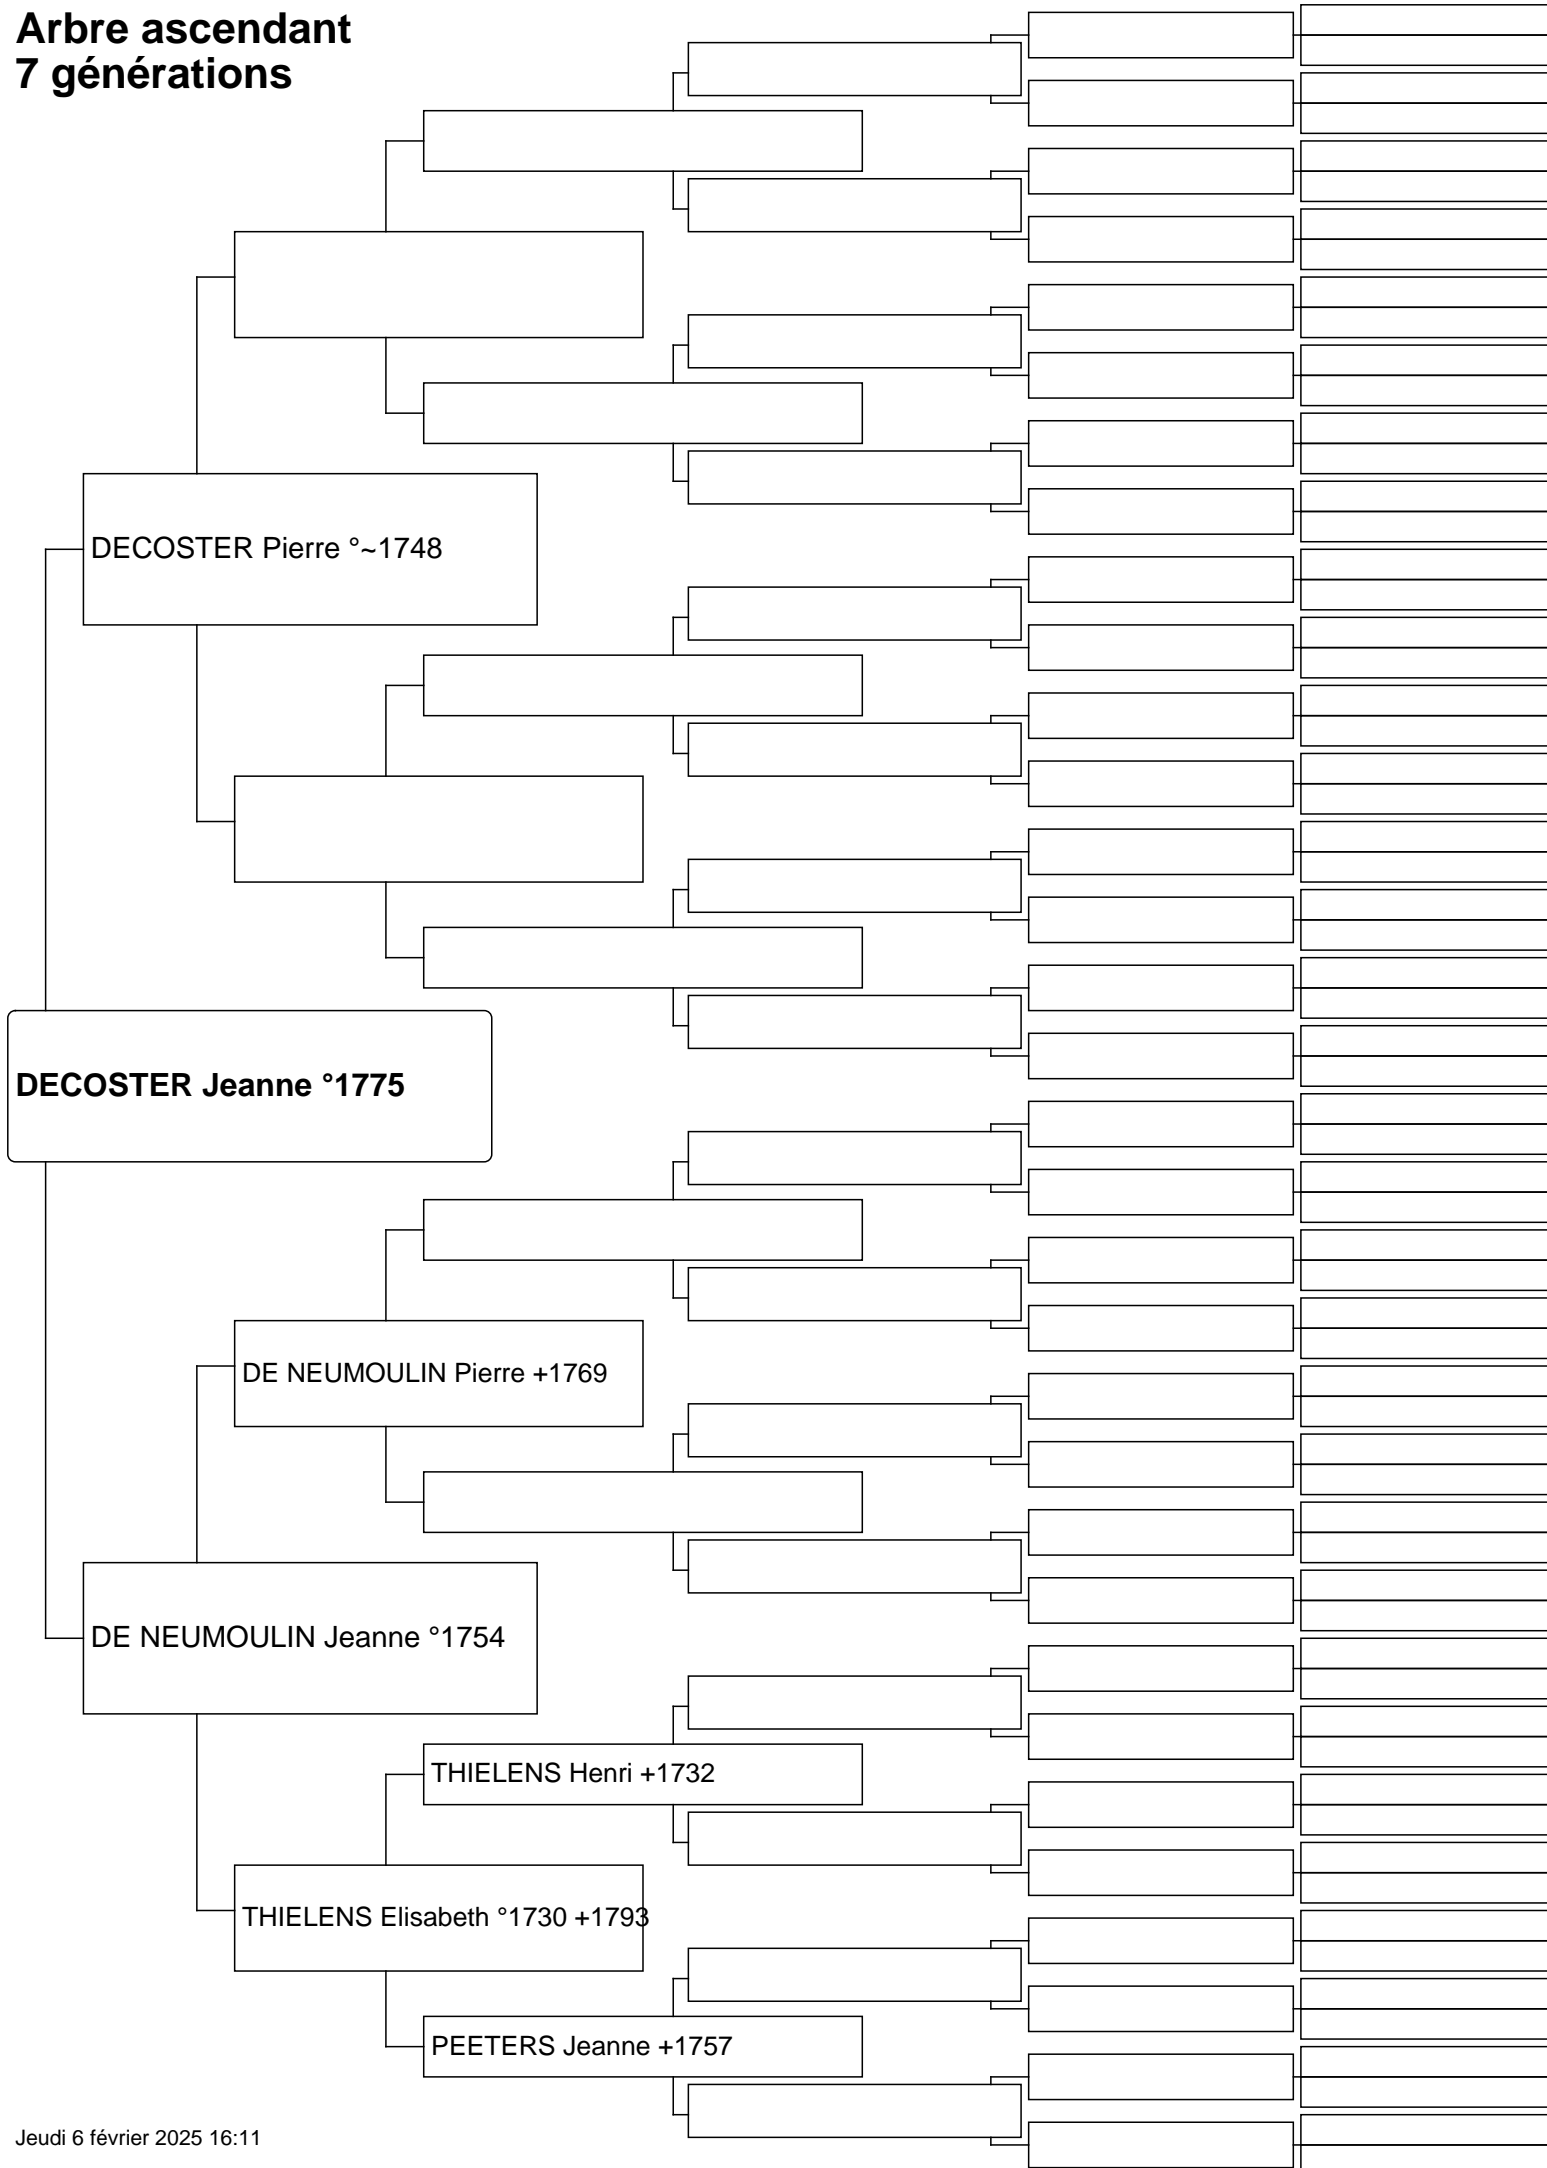 Arbre ascendant
7 générations
DECOSTER Pierre °~1748
DECOSTER Jeanne °1775
DE NEUMOULIN Pierre +1769
DE NEUMOULIN Jeanne °1754
THIELENS Henri +1732
THIELENS Elisabeth °1730 +1793
PEETERS Jeanne +1757
Jeudi 6 février 2025 16:11